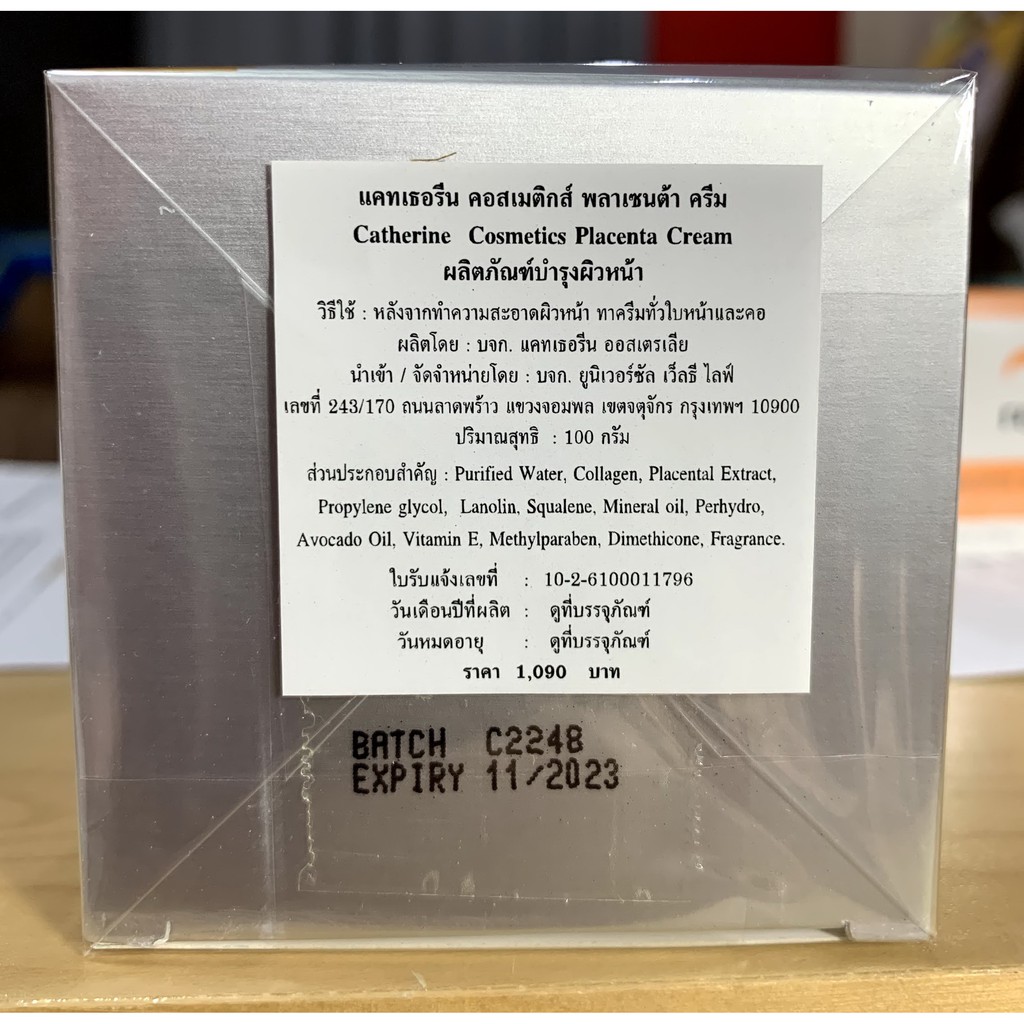 แคทเธอรีน คอสเมติกส์ พลาเซนต้า ครีม
Catherine Cosmetics Placenta Cream
ผลิตภัณฑ์บำรุงผิวหน้า
วิธีใช้ : หลังจากทำความสะอาดผิวหน้า ทาครีมทั่วใบหน้าและคอ
ผลิตโดย : บจก. แคทเธอรีน ออสเตรเลีย
นำเข้า / จัดจำหน่ายโดย : บจก. ยูนิเวอร์ซัล เว็ลธี ไลฟ์
เลขที่ 243/170 ถนนลาดพร้าว แขวงจอมพล เขตจตุจักร กรุงเทพฯ 10900
ปริมาณสุทธิ : 100 กรัม
ส่วนประกอบสำคัญ : Purified Water, Collagen, Placental Extract,
Propylene glycol, Lanolin, Squalene, Mineral oil, Perhydro,
Avocado Oil, Vitamin E, Methylparaben, Dimethicone, Fragrance.
ใบรับแจ้งเลขที่ : 10-2-6100011796
วันเดือนปีที่ผลิต : ดูที่บรรจุภัณฑ์
วันหมดอายุ : ดูที่บรรจุภัณฑ์
ราคา 1,090 บาท
BATCH C2248
EXPIRY 11/2023